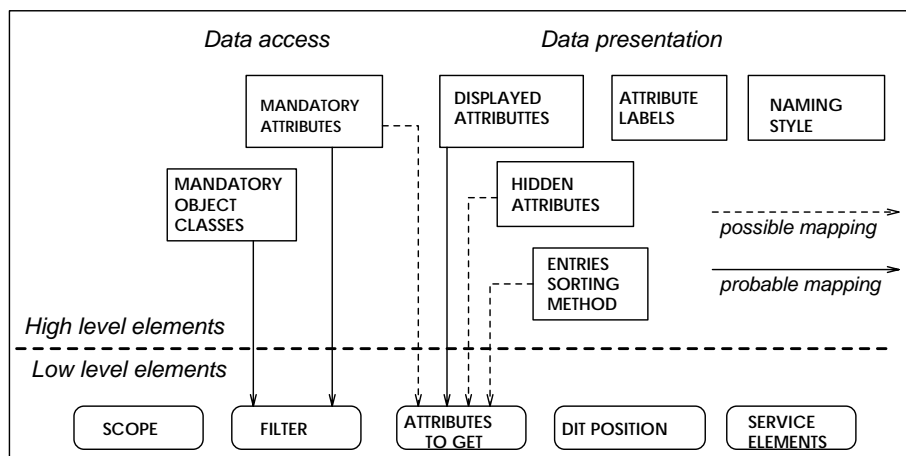 Data access
Data presentation
MANDATORY
ATTRIBUTES
DISPLAYED
ATTRIBUTTES
ATTRIBUTE
LABELS
NAMING
STYLE
MANDATORY
OBJECT
CLASSES
HIDDEN
ATTRIBUTES
possible mapping
ENTRIES
SORTING
METHOD
probable mapping
High level elements
Low level elements
SCOPE
FILTER
ATTRIBUTES
TO GET
DIT POSITION
SERVICE
ELEMENTS